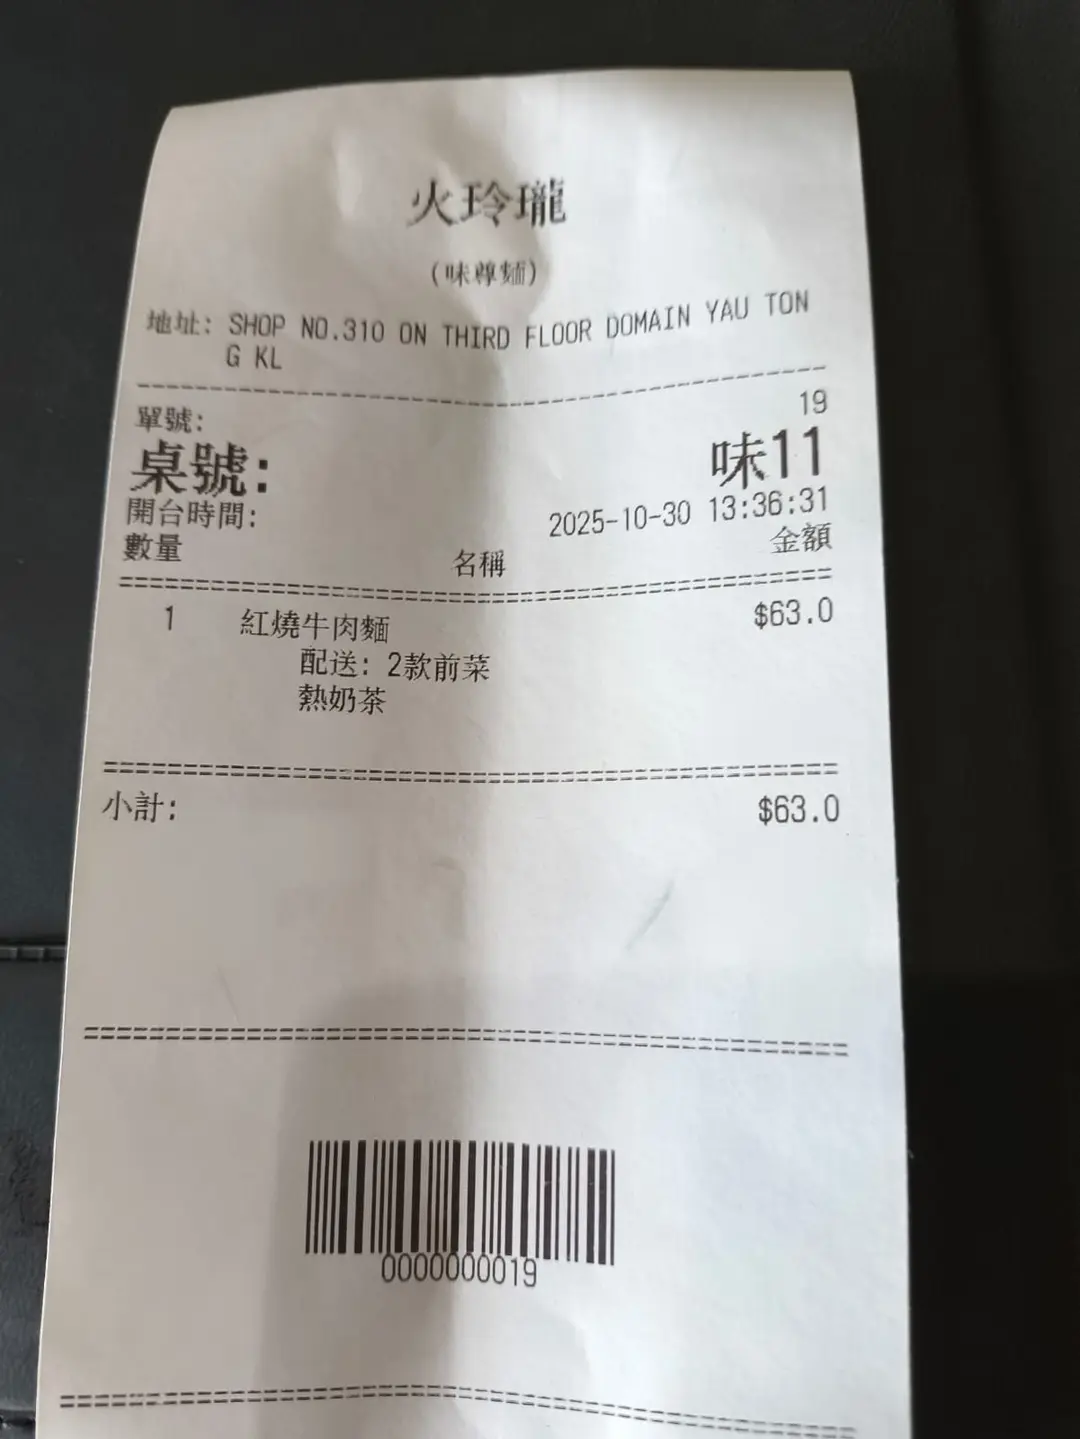 火玲瓏
(味尊麵)
地址: SHOP NO.310 ON THIRD FLOOR DOMAIN YAU TON
G KL
單號: 19
桌號: 味11
開台時間: 2025-10-30 13:36:31
數量 名稱 金額
1 紅燒牛肉麵 $63.0
配送: 2款前菜
熱奶茶
小計: $63.0
0000000019